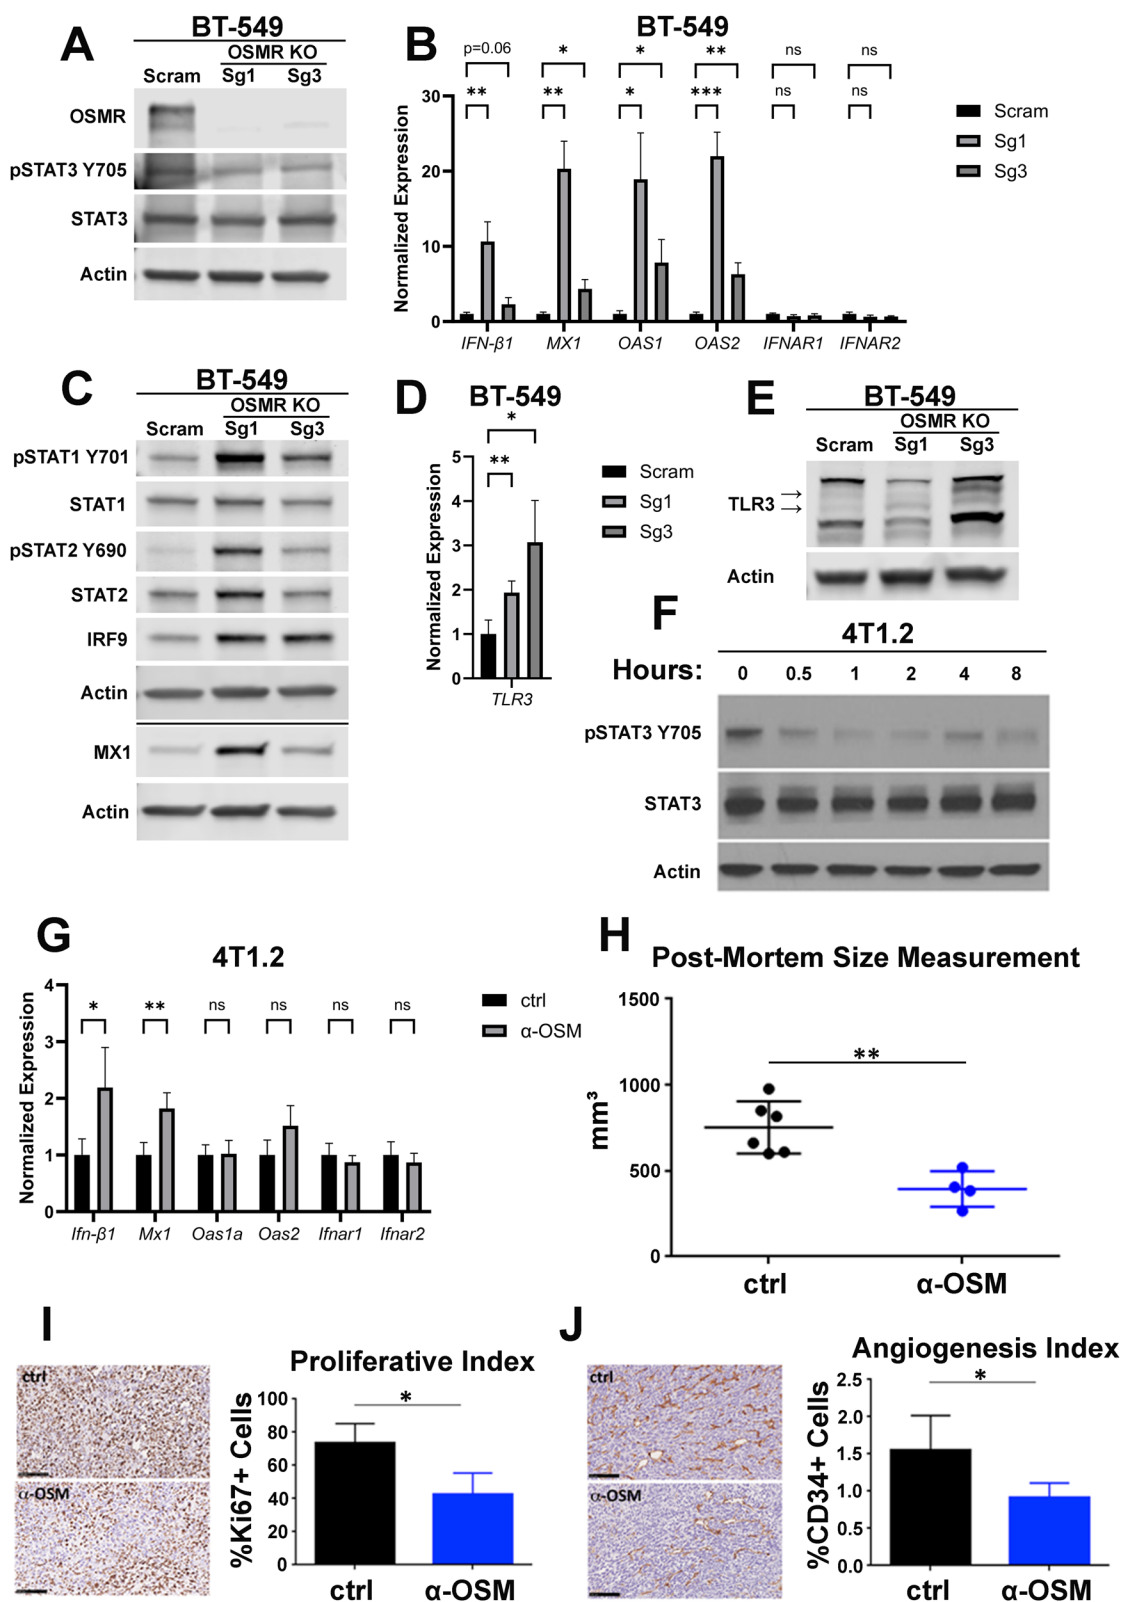 A
BT-549
OSMR KO
Scram Sg1 Sg3
OSMR
pSTAT3 Y705
STAT3
Actin
B
BT-549
p=0.06 * * ** ns ns
** ** * *** ns ns
Normalized Expression
30
20
10
0
IFN-β1 MX1 OAS1 OAS2 IFNAR1 IFNAR2
Scram
Sg1
Sg3
C
BT-549
OSMR KO
Scram Sg1 Sg3
pSTAT1 Y701
STAT1
pSTAT2 Y690
STAT2
IRF9
Actin
MX1
Actin
D
BT-549
*
**
Normalized Expression
5
4
3
2
1
0
TLR3
Scram
Sg1
Sg3
E
BT-549
OSMR KO
Scram Sg1 Sg3
TLR3 →
→
Actin
F
4T1.2
Hours: 0 0.5 1 2 4 8
pSTAT3 Y705
STAT3
Actin
G
4T1.2
* ** ns ns ns ns
Normalized Expression
4
3
2
1
0
Ifn-β1 Mx1 Oas1a Oas2 Ifnar1 Ifnar2
ctrl
α-OSM
H
Post-Mortem Size Measurement
**
mm³
1500
1000
500
0
ctrl α-OSM
I
ctrl
α-OSM
Proliferative Index
*
%Ki67+ Cells
100
80
60
40
20
0
ctrl α-OSM
J
ctrl
α-OSM
Angiogenesis Index
*
%CD34+ Cells
2.5
2.0
1.5
1.0
0.5
0.0
ctrl α-OSM